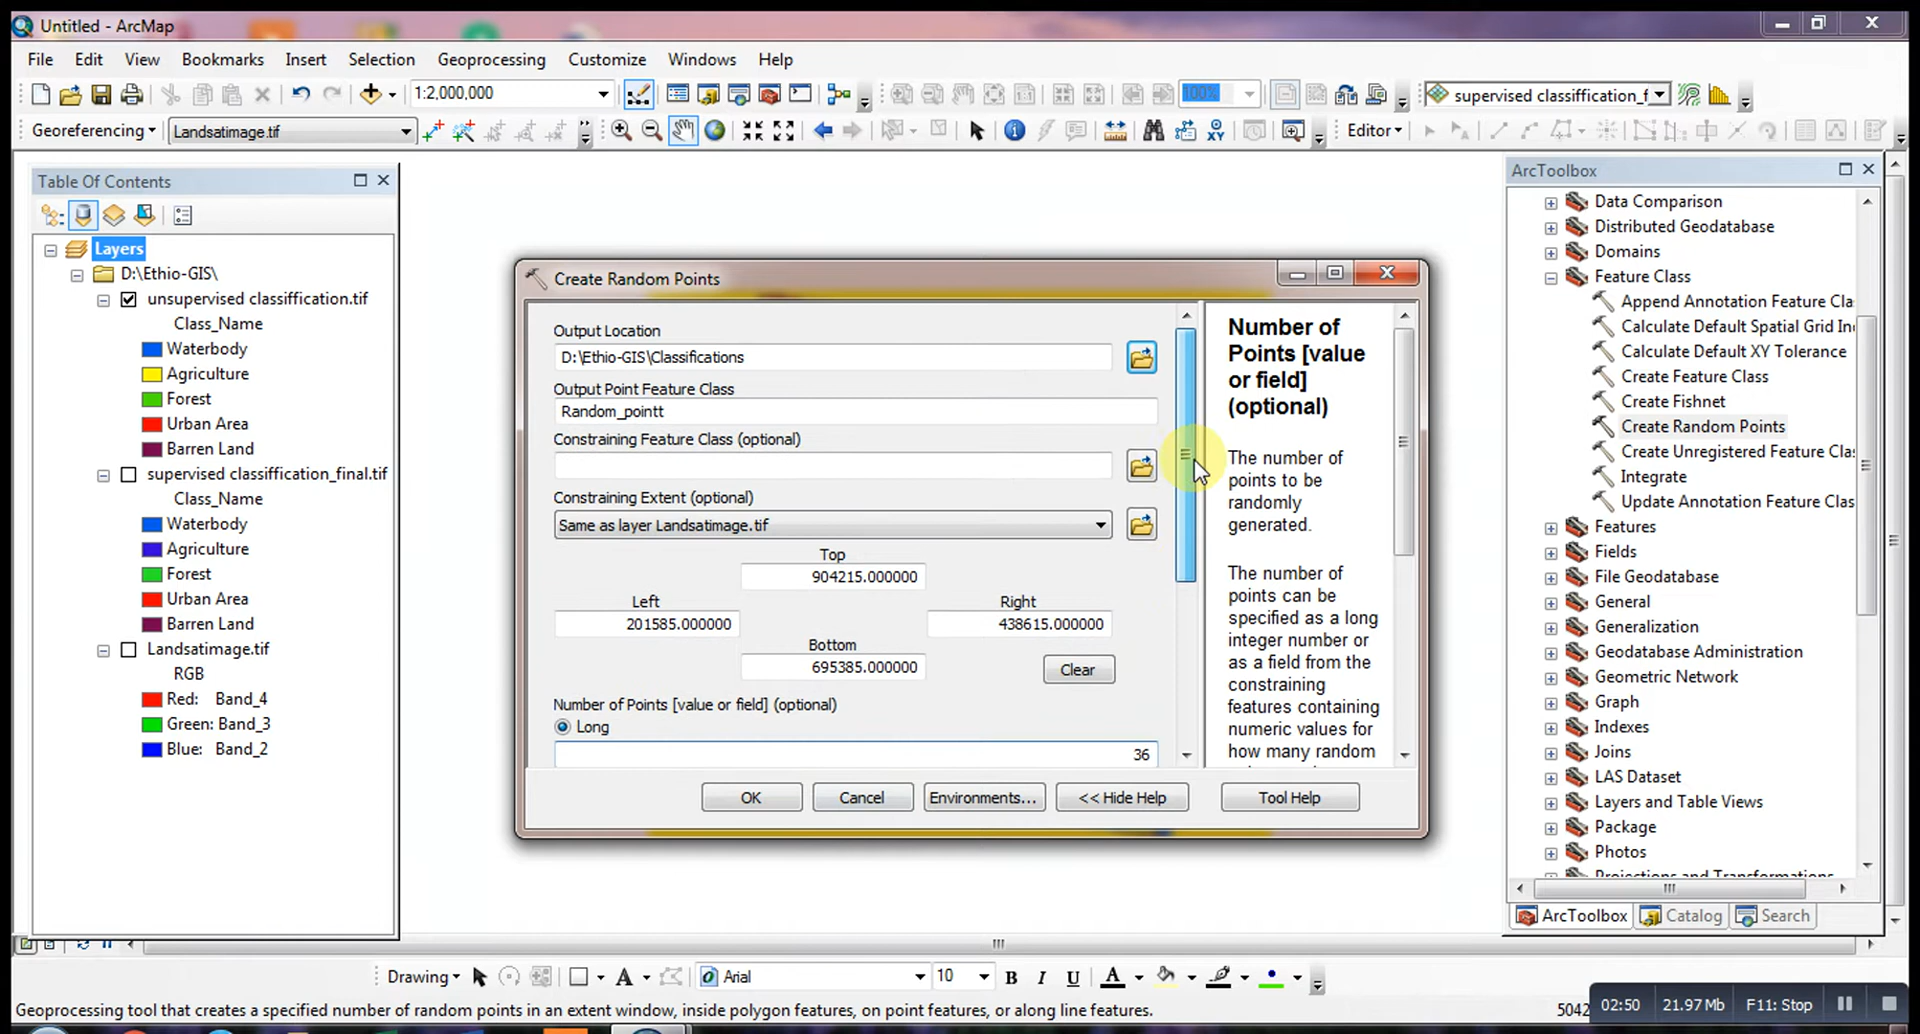 Untitled - ArcMap
File Edit View Bookmarks Insert Selection Geoprocessing Customize Windows Help
1:2,000,000
100%
supervised classiffication_f
Georeferencing
Landsatimage.tif
Editor
Table Of Contents
Layers
D:\Ethio-GIS\
unsupervised classiffication.tif
Class_Name
Waterbody
Agriculture
Forest
Urban Area
Barren Land
supervised classiffication_final.tif
Class_Name
Waterbody
Agriculture
Forest
Urban Area
Barren Land
Landsatimage.tif
RGB
Red: Band_4
Green: Band_3
Blue: Band_2
Create Random Points
Output Location
D:\Ethio-GIS\Classifications
Output Point Feature Class
Random_pointt
Constraining Feature Class (optional)
Constraining Extent (optional)
Same as layer Landsatimage.tif
Top
904215.000000
Left
Right
201585.000000
438615.000000
Bottom
695385.000000
Clear
Number of Points [value or field] (optional)
Long
36
OK
Cancel
Environments...
<< Hide Help
Tool Help
Number of
Points [value
or field]
(optional)
The number of
points to be
randomly
generated.
The number of
points can be
specified as a long
integer number or
as a field from the
constraining
features containing
numeric values for
how many random
ArcToolbox
Data Comparison
Distributed Geodatabase
Domains
Feature Class
Append Annotation Feature Cla
Calculate Default Spatial Grid In
Calculate Default XY Tolerance
Create Feature Class
Create Fishnet
Create Random Points
Create Unregistered Feature Cla
Integrate
Update Annotation Feature Clas
Features
Fields
File Geodatabase
General
Generalization
Geodatabase Administration
Geometric Network
Graph
Indexes
Joins
LAS Dataset
Layers and Table Views
Package
Photos
Projections and Transformations
ArcToolbox
Catalog
Search
Drawing
A
Arial
10
B I U A
Geoprocessing tool that creates a specified number of random points in an extent window, inside polygon features, on point features, or along line features.
5042
02:50
21.97 Mb
F11: Stop